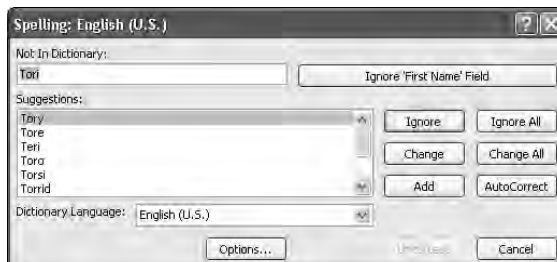 Spelling: English (U.S.)
Not In Dictionary:
Tori
Ignore 'First Name' Field
Suggestions:
Tory
Tore
Teri
Toro
Torsi
Torrid
Ignore
Ignore All
Change
Change All
Add
AutoCorrect
Dictionary Language: English (U.S.)
Options...
Undo Last
Cancel